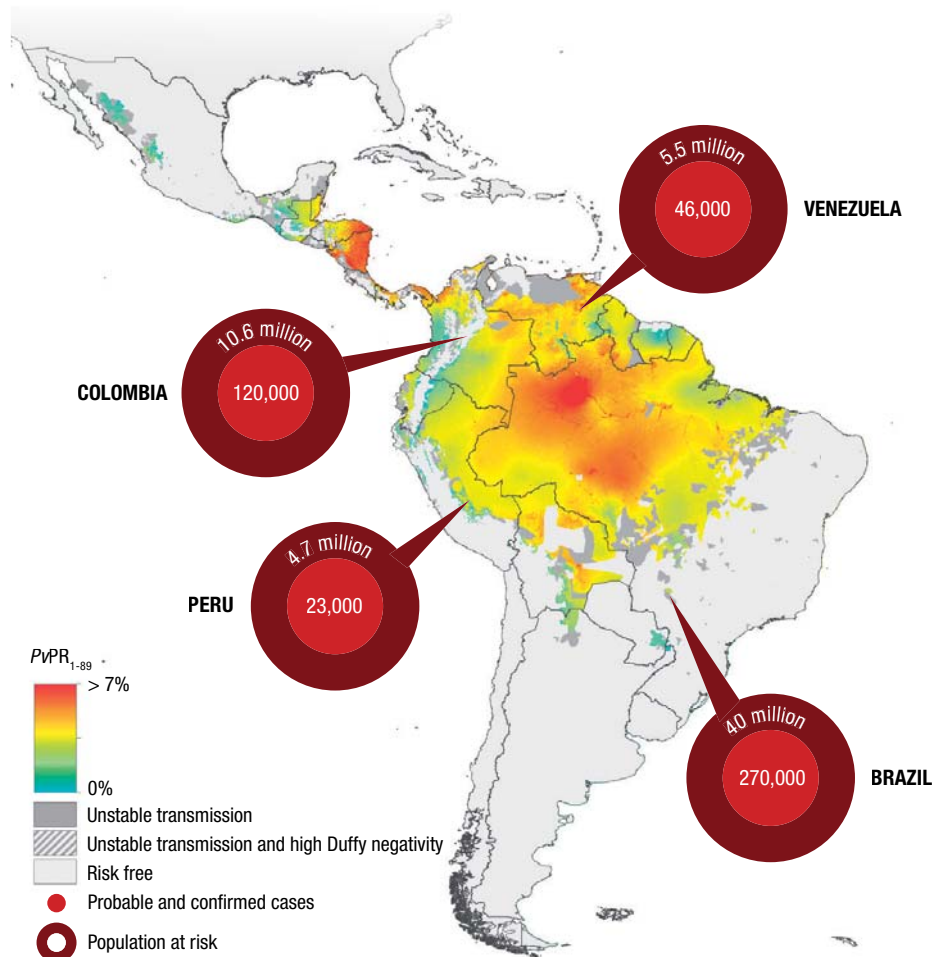 5.5 million
46,000
VENEZUELA
10.6 million
COLOMBIA
120,000
4.7 million
PERU
23,000
40 million
270,000
BRAZIL
PvPR1-89
> 7%
0%
Unstable transmission
Unstable transmission and high Duffy negativity
Risk free
Probable and confirmed cases
Population at risk